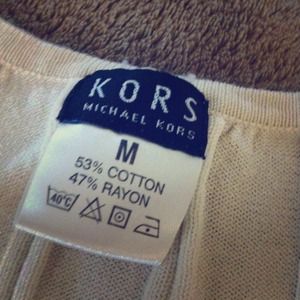 KORS
MICHAEL KORS
M
53% COTTON
47% RAYON
40°C